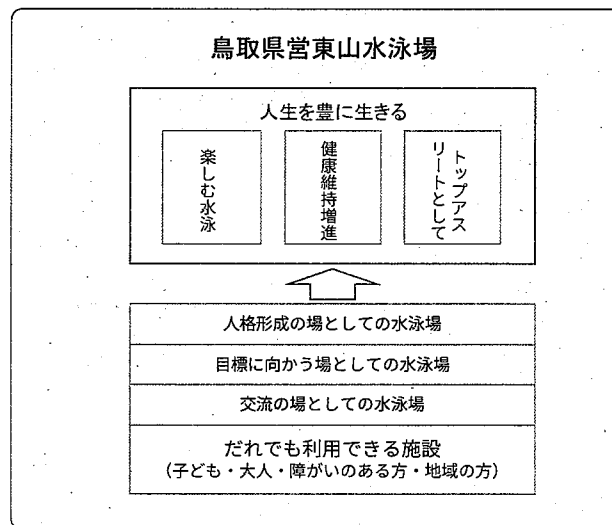 鳥取県営東山水泳場
人生を豊に生きる
楽しむ水泳
健康維持増進
トップアス
リートとして
人格形成の場としての水泳場
目標に向かう場としての水泳場
交流の場としての水泳場
だれでも利用できる施設
(子ども・大人・障がいのある方・地域の方)